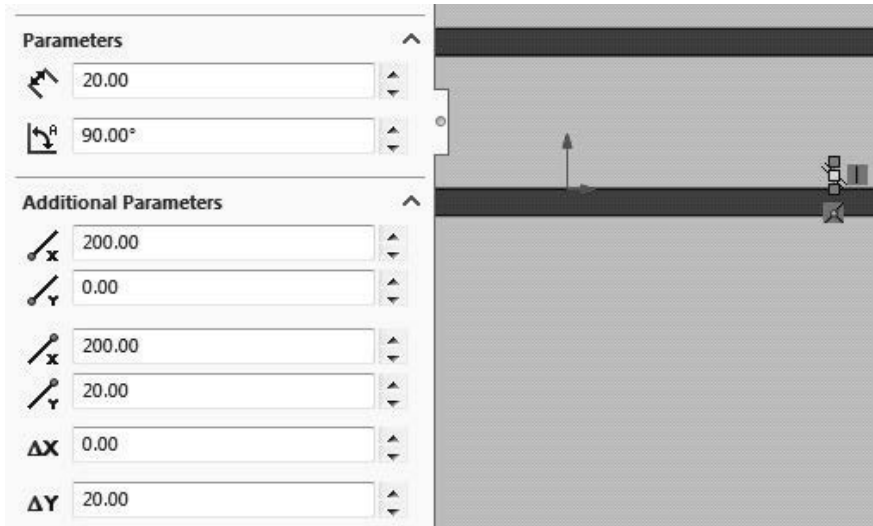 Parameters
20.00
A
90.00°
Additional Parameters
X
200.00
Y
0.00
X
200.00
Y
20.00
ΔX
0.00
ΔY
20.00